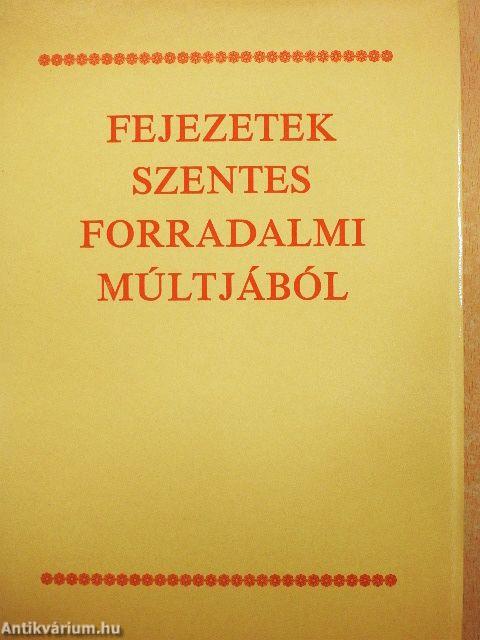 FEJEZETEK
SZENTES
FORRADALMI
MÚLTJÁBÓL
Antikvárium.hu